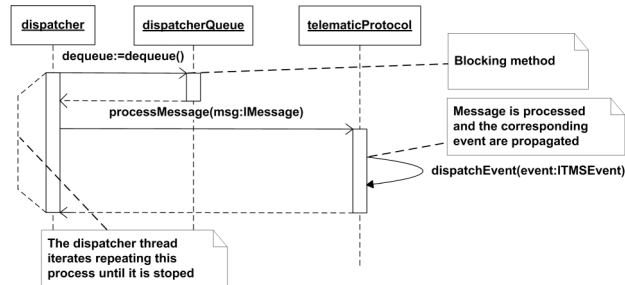 dispatcher
dispatcherQueue
telematicProtocol
dequeue:=dequeue()
Blocking method
processMessage(msg:IMessage)
Message is processed
and the corresponding
event are propagated
dispatchEvent(event:ITMSEvent)
The dispatcher thread
iterates repeating this
process until it is stoped